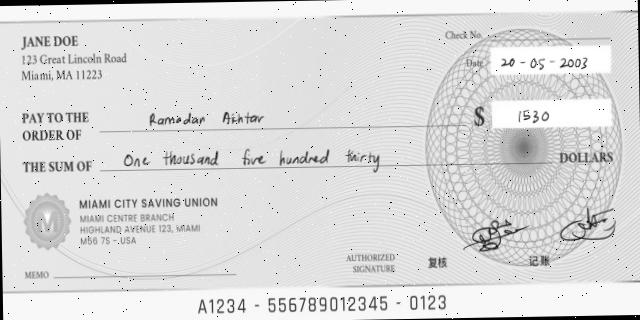 JANE DOE
123 Great Lincoln Road
Miami, MA 11223
Check No.
Date 20-05-2003
PAY TO THE
ORDER OF Ramadan Akhtar
$ 1530
THE SUM OF One thousand five hundred thirty DOLLARS
MIAMI CITY SAVING UNION
MIAMI CENTRE BRANCH
HIGHLAND AVENUE 123, MIAMI
M56 7S - USA
MEMO
AUTHORIZED
SIGNATURE
复核 记账
A1234 - 556789012345 - 0123